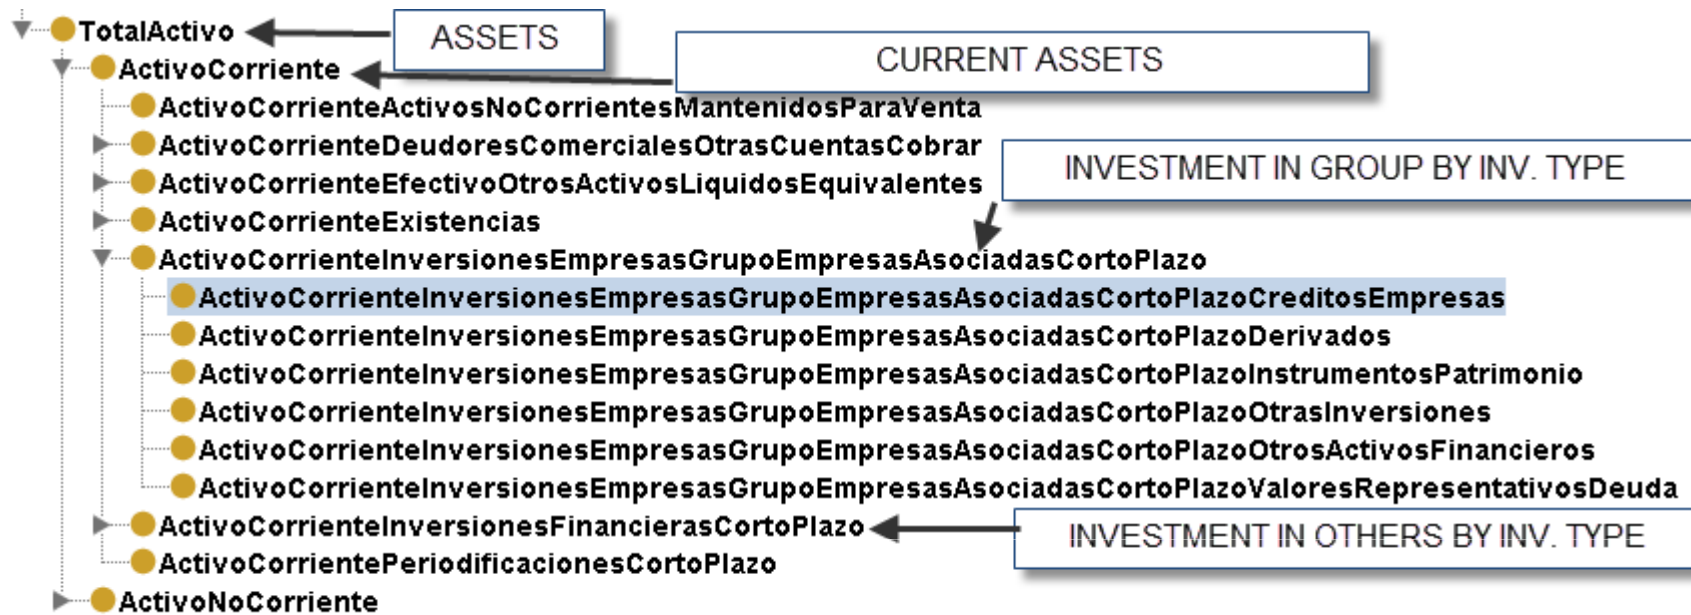 TotalActivo
ASSETS
ActivoCorriente
CURRENT ASSETS
ActivoCorrienteActivosNoCorrientesMantenidosParaVenta
ActivoCorrienteDeudoresComercialesOtrasCuentasCobrar
INVESTMENT IN GROUP BY INV. TYPE
ActivoCorrienteEfectivoOtrosActivosLiquidosEquivalentes
ActivoCorrienteExistencias
ActivoCorrienteInversionesEmpresasGrupoEmpresasAsociadasCortoPlazo
ActivoCorrienteInversionesEmpresasGrupoEmpresasAsociadasCortoPlazoCreditosEmpresas
ActivoCorrienteInversionesEmpresasGrupoEmpresasAsociadasCortoPlazoDerivados
ActivoCorrienteInversionesEmpresasGrupoEmpresasAsociadasCortoPlazoInstrumentosPatrimonio
ActivoCorrienteInversionesEmpresasGrupoEmpresasAsociadasCortoPlazoOtrasInversiones
ActivoCorrienteInversionesEmpresasGrupoEmpresasAsociadasCortoPlazoOtrosActivosFinancieros
ActivoCorrienteInversionesEmpresasGrupoEmpresasAsociadasCortoPlazoValoresRepresentativosDeuda
ActivoCorrienteInversionesFinancierasCortoPlazo
INVESTMENT IN OTHERS BY INV. TYPE
ActivoCorrientePeriodificacionesCortoPlazo
ActivoNoCorriente